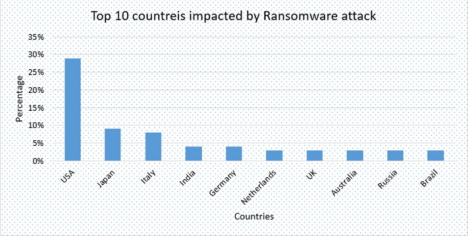 Top 10 countreis impacted by Ransomware attack
35%
30%
25%
20%
15%
10%
5%
0%
Percentage
USA
Japan
Italy
India
Germany
Netherlands
UK
Australia
Russia
Brazil
Countries